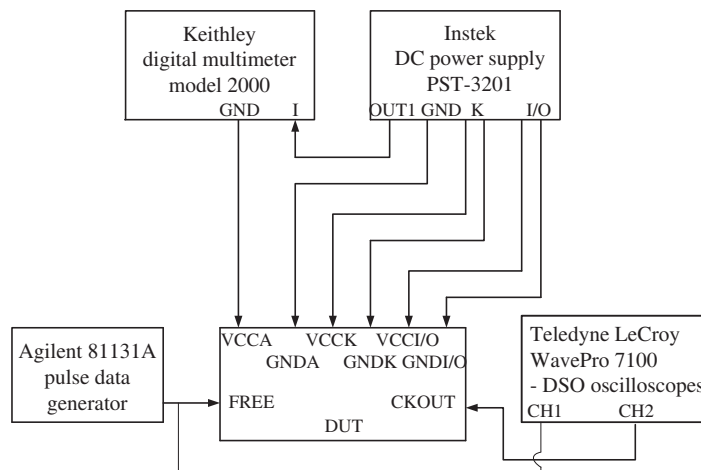 Keithley
digital multimeter
model 2000
GND I
Instek
DC power supply
PST-3201
OUT1 GND K I/O
Agilent 81131A
pulse data
generator
VCCA VCCK VCCI/O
GNDA GNDK GNDI/O
FREE CKOUT
DUT
Teledyne LeCroy
WavePro 7100
- DSO oscilloscopes
CH1 CH2